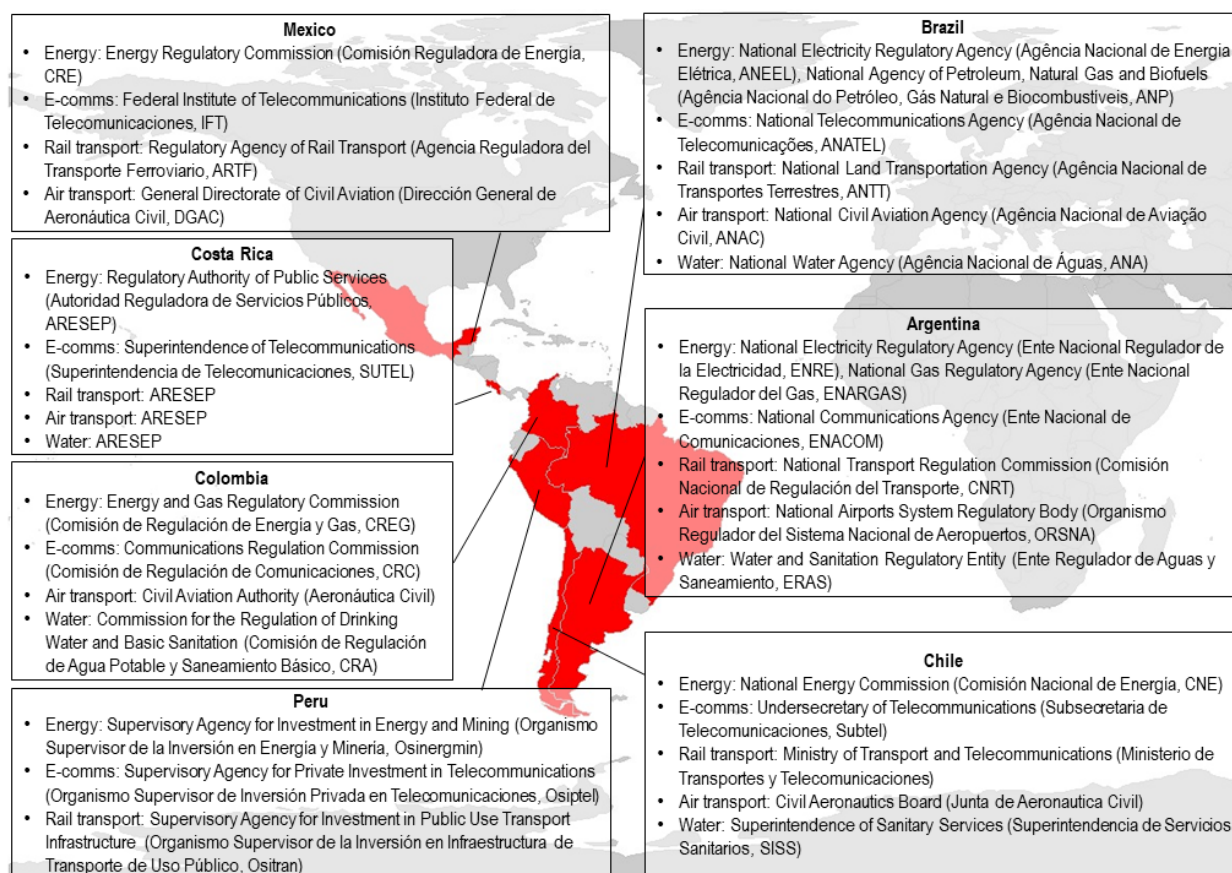 Mexico
• Energy: Energy Regulatory Commission (Comisión Reguladora de Energía,
CRE)
• E-comms: Federal Institute of Telecommunications (Instituto Federal de
Telecomunicaciones, IFT)
• Rail transport: Regulatory Agency of Rail Transport (Agencia Reguladora del
Transporte Ferroviario, ARTF)
• Air transport: General Directorate of Civil Aviation (Dirección General de
Aeronáutica Civil, DGAC)
Costa Rica
• Energy: Regulatory Authority of Public Services
(Autoridad Reguladora de Servicios Públicos,
ARESEP)
• E-comms: Superintendence of Telecommunications
(Superintendencia de Telecomunicaciones, SUTEL)
• Rail transport: ARESEP
• Air transport: ARESEP
• Water: ARESEP
Colombia
• Energy: Energy and Gas Regulatory Commission
(Comisión de Regulación de Energía y Gas, CREG)
• E-comms: Communications Regulation Commission
(Comisión de Regulación de Comunicaciones, CRC)
• Air transport: Civil Aviation Authority (Aeronáutica Civil)
• Water: Commission for the Regulation of Drinking
Water and Basic Sanitation (Comisión de Regulación
de Agua Potable y Saneamiento Básico, CRA)
Peru
• Energy: Supervisory Agency for Investment in Energy and Mining (Organismo
Supervisor de la Inversión en Energía y Minería, Osinergmin)
• E-comms: Supervisory Agency for Private Investment in Telecommunications
(Organismo Supervisor de Inversión Privada en Telecomunicaciones, Osiptel)
• Rail transport: Supervisory Agency for Investment in Public Use Transport
Infrastructure (Organismo Supervisor de la Inversión en Infraestructura de
Transporte de Uso Público, Ositran)
Brazil
• Energy: National Electricity Regulatory Agency (Agência Nacional de Energia
Elétrica, ANEEL), National Agency of Petroleum, Natural Gas and Biofuels
(Agência Nacional do Petróleo, Gás Natural e Biocombustíveis, ANP)
• E-comms: National Telecommunications Agency (Agência Nacional de
Telecomunicações, ANATEL)
• Rail transport: National Land Transportation Agency (Agência Nacional de
Transportes Terrestres, ANTT)
• Air transport: National Civil Aviation Agency (Agência Nacional de Aviação
Civil, ANAC)
• Water: National Water Agency (Agência Nacional de Águas, ANA)
Argentina
• Energy: National Electricity Regulatory Agency (Ente Nacional Regulador de
la Electricidad, ENRE), National Gas Regulatory Agency (Ente Nacional
Regulador del Gas, ENARGAS)
• E-comms: National Communications Agency (Ente Nacional de
Comunicaciones, ENACOM)
• Rail transport: National Transport Regulation Commission (Comisión
Nacional de Regulación del Transporte, CNRT)
• Air transport: National Airports System Regulatory Body (Organismo
Regulador del Sistema Nacional de Aeropuertos, ORSNA)
• Water: Water and Sanitation Regulatory Entity (Ente Regulador de Aguas y
Saneamiento, ERAS)
Chile
• Energy: National Energy Commission (Comisión Nacional de Energía, CNE)
• E-comms: Undersecretary of Telecommunications (Subsecretaria de
Telecomunicaciones, Subtel)
• Rail transport: Ministry of Transport and Telecommunications (Ministerio de
Transportes y Telecomunicaciones)
• Air transport: Civil Aeronautics Board (Junta de Aeronautica Civil)
• Water: Superintendence of Sanitary Services (Superintendencia de Servicios
Sanitarios, SISS)